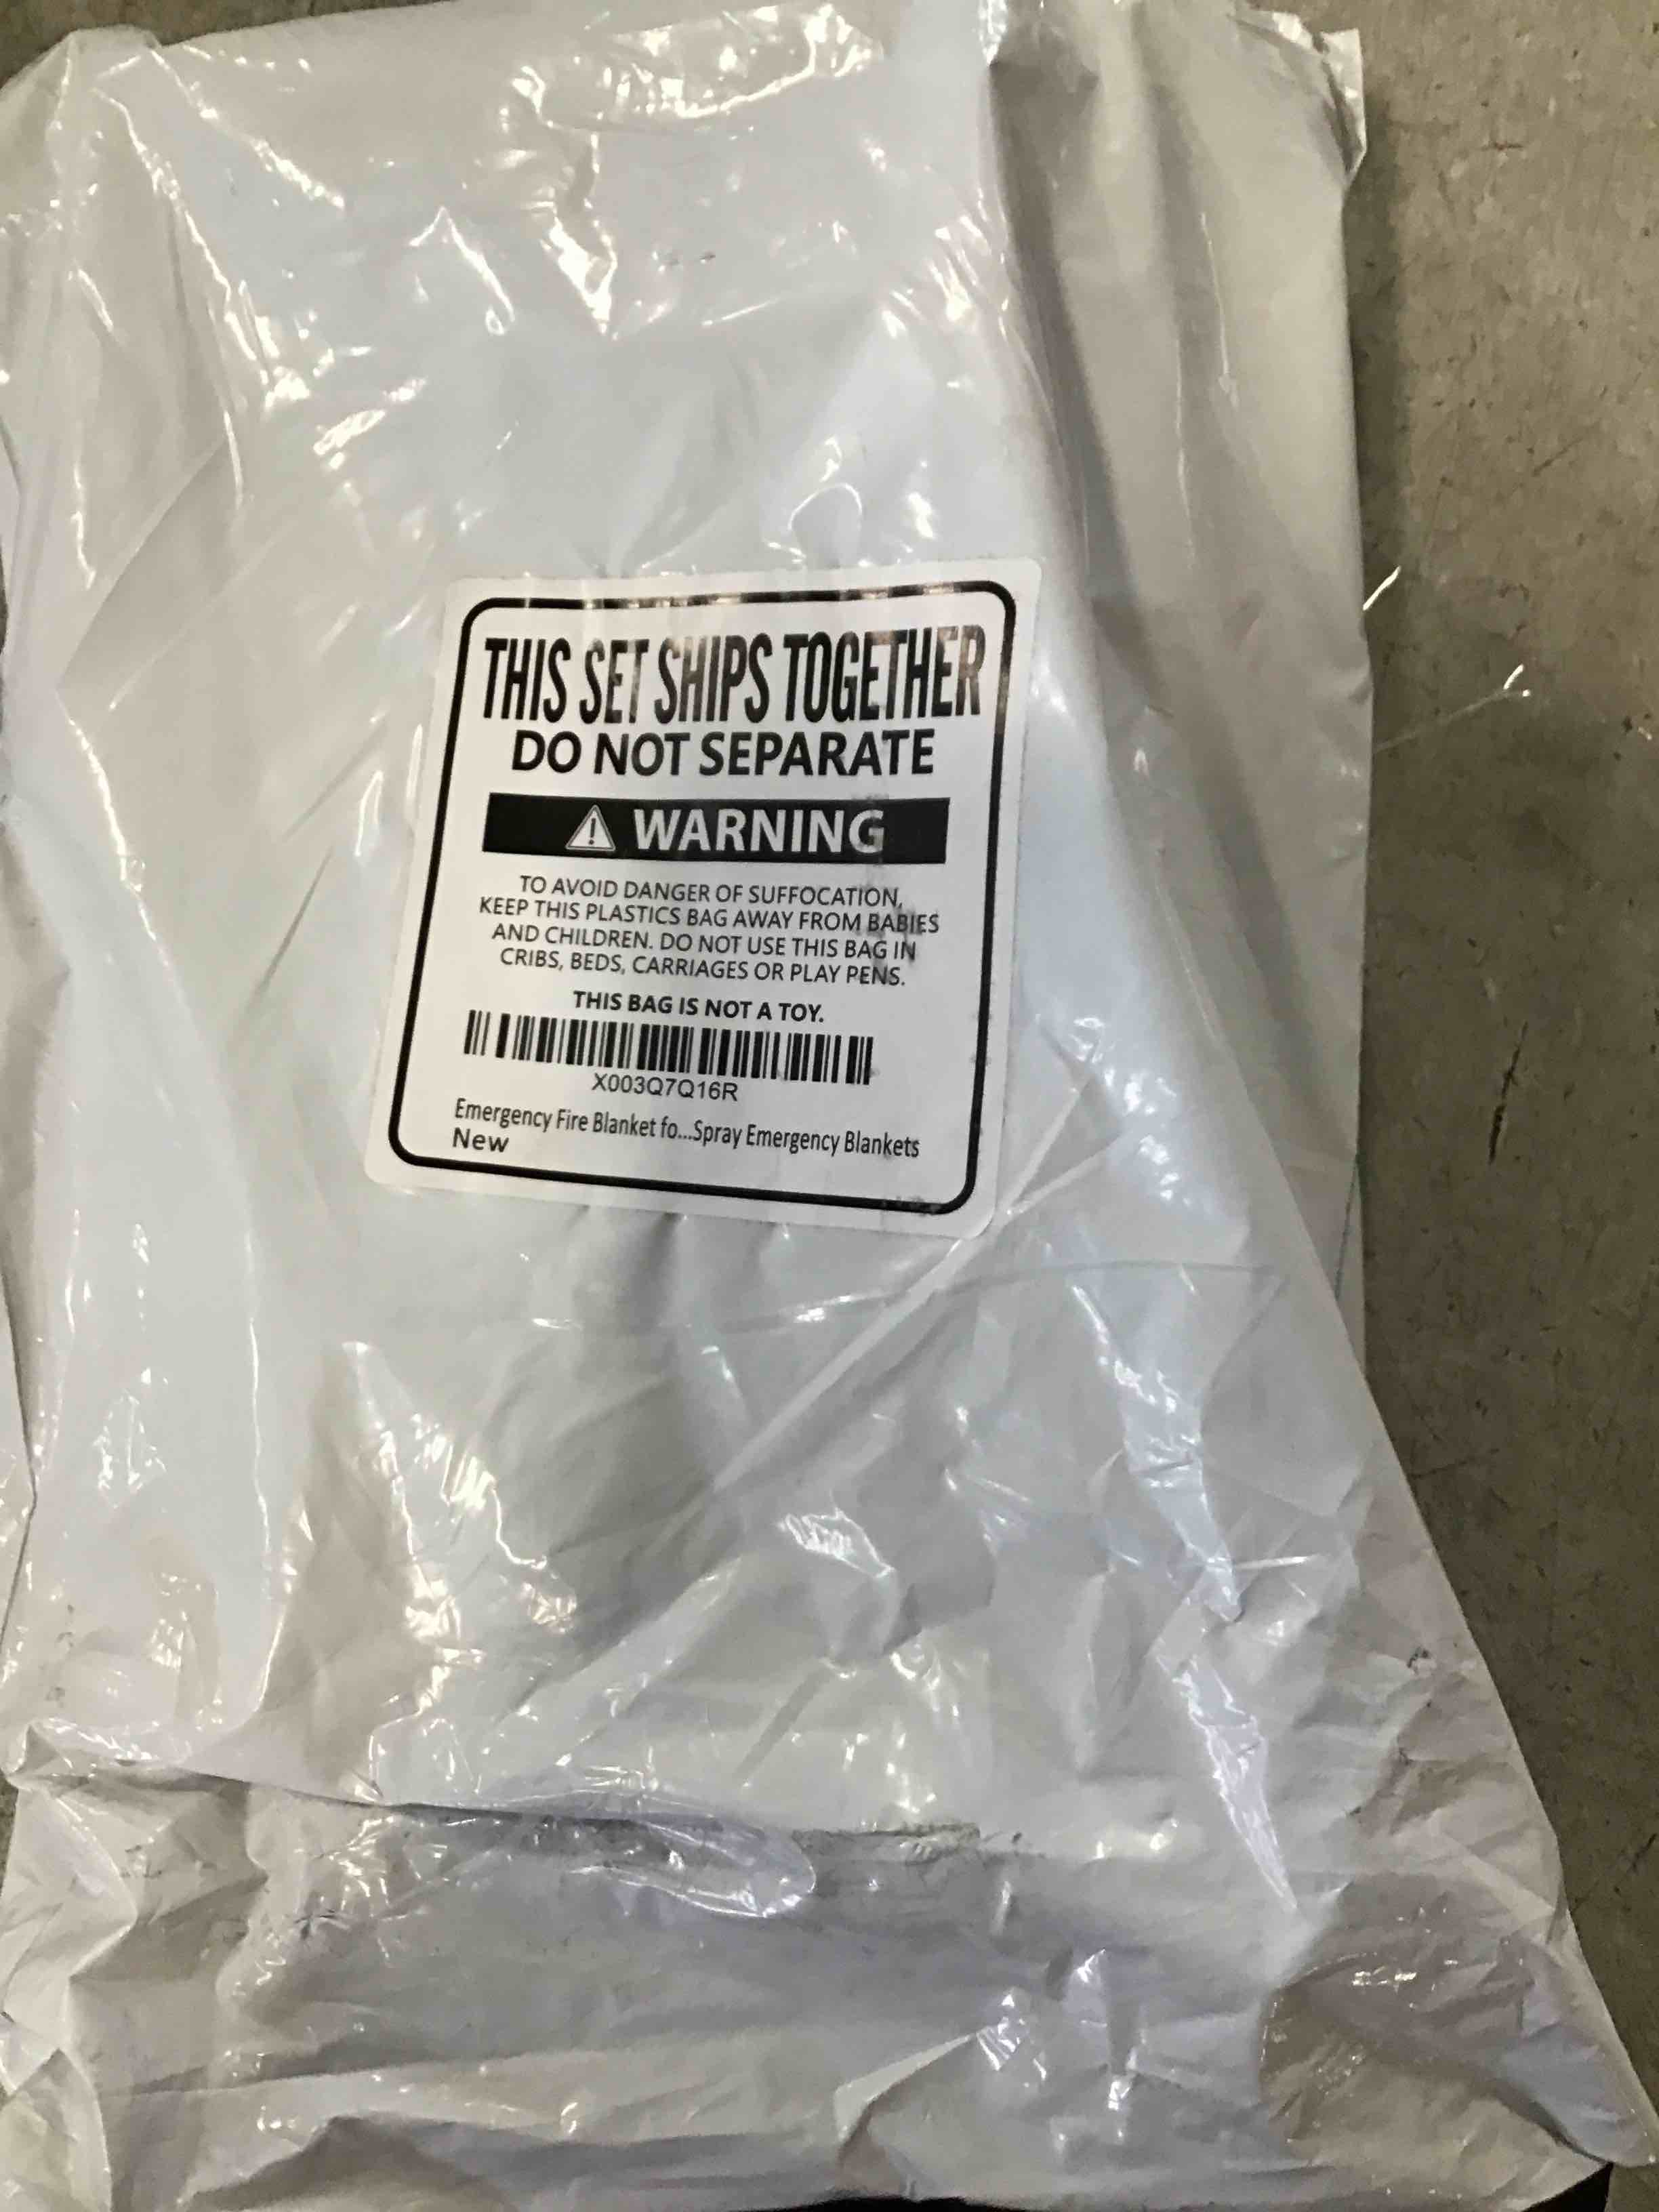 THIS SET SHIPS TOGETHER
DO NOT SEPARATE
WARNING
TO AVOID DANGER OF SUFFOCATION,
KEEP THIS PLASTICS BAG AWAY FROM BABIES
AND CHILDREN. DO NOT USE THIS BAG IN
CRIBS, BEDS, CARRIAGES OR PLAY PENS.
THIS BAG IS NOT A TOY.
X003Q7Q16R
Emergency Fire Blanket fo...Spray Emergency Blankets
New